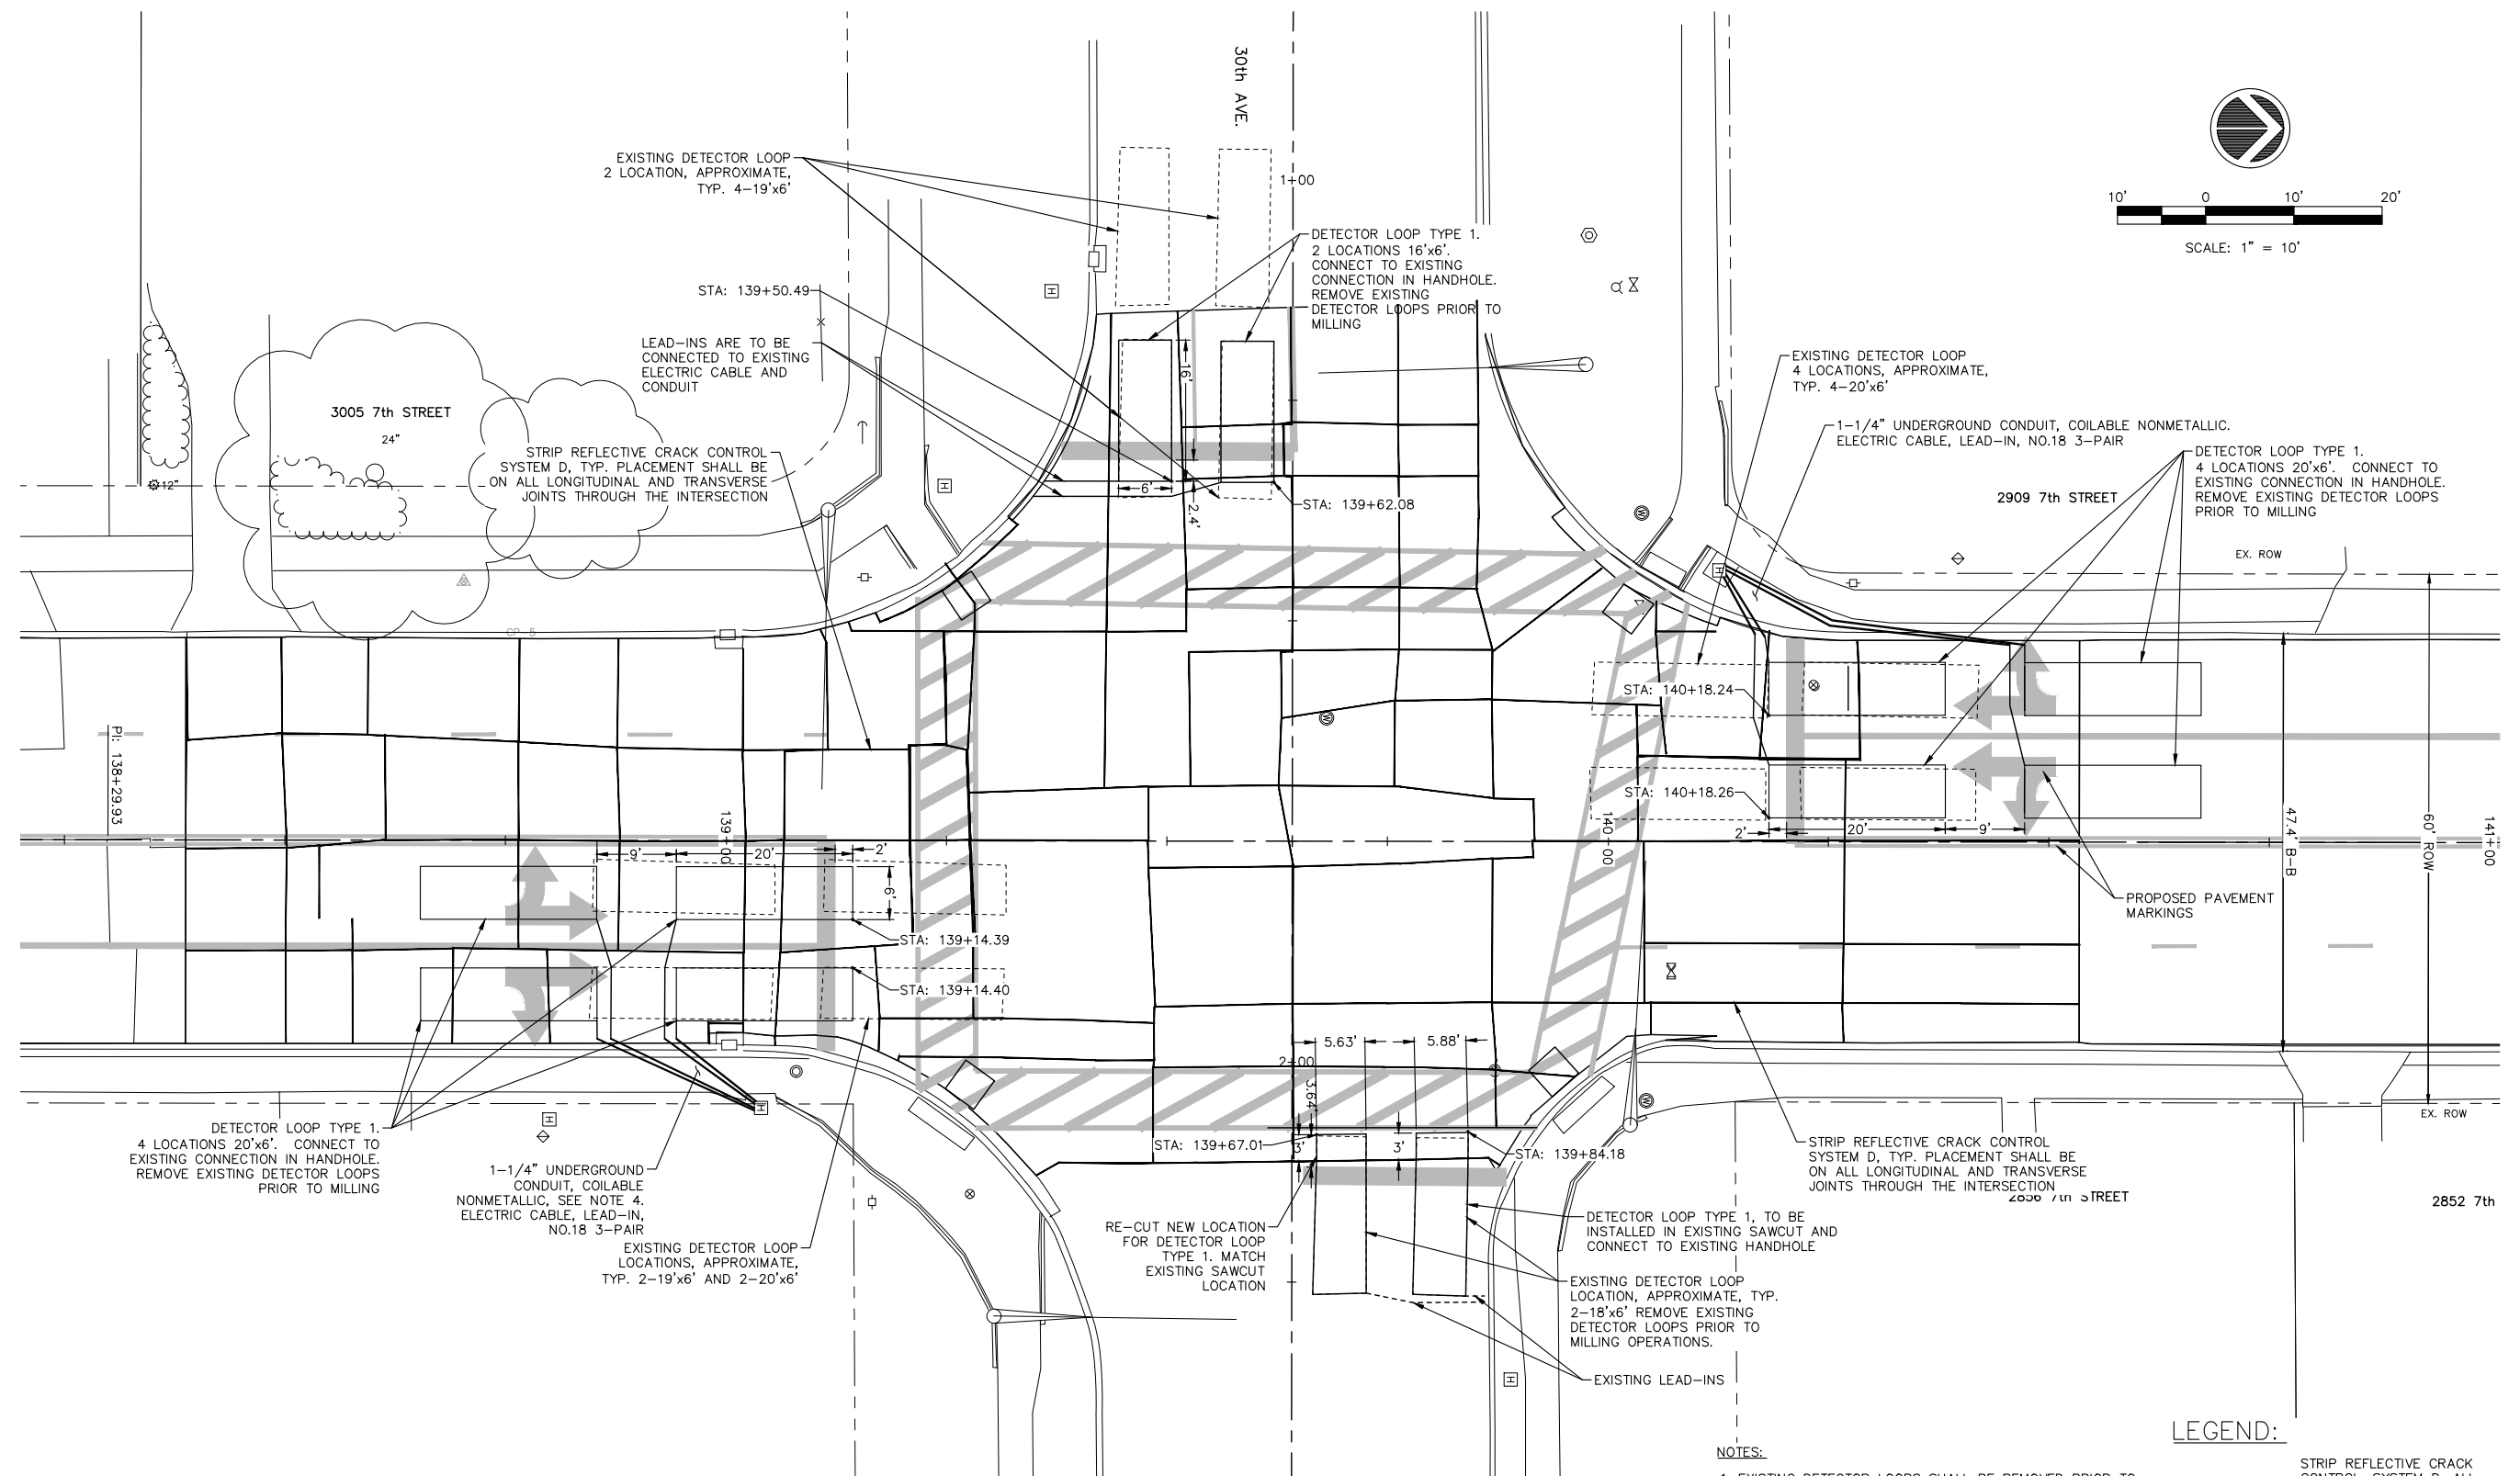 30th AVE.
10' 0 10' 20'
SCALE: 1" = 10'
EXISTING DETECTOR LOOP
2 LOCATION, APPROXIMATE,
TYP. 4-19'x6'
1+00
DETECTOR LOOP TYPE 1.
2 LOCATIONS 16'x6'.
CONNECT TO EXISTING
CONNECTION IN HANDHOLE.
REMOVE EXISTING
DETECTOR LOOPS PRIOR TO
MILLING
STA: 139+50.49
LEAD-INS ARE TO BE
CONNECTED TO EXISTING
ELECTRIC CABLE AND
CONDUIT
3005 7th STREET
24"
12"
STRIP REFLECTIVE CRACK CONTROL
SYSTEM D, TYP. PLACEMENT SHALL BE
ON ALL LONGITUDINAL AND TRANSVERSE
JOINTS THROUGH THE INTERSECTION
16'
6'
2.4'
STA: 139+62.08
EXISTING DETECTOR LOOP
4 LOCATIONS, APPROXIMATE,
TYP. 4-20'x6'
1-1/4" UNDERGROUND CONDUIT, COILABLE NONMETALLIC.
ELECTRIC CABLE, LEAD-IN, NO.18 3-PAIR
DETECTOR LOOP TYPE 1.
4 LOCATIONS 20'x6'. CONNECT TO
EXISTING CONNECTION IN HANDHOLE.
REMOVE EXISTING DETECTOR LOOPS
PRIOR TO MILLING
2909 7th STREET
EX. ROW
CP-5
H
H
H
W
W
STA: 140+18.24
STA: 140+18.26
2' 20' 9'
PI: 138+29.93
139+00
140+00
141+00
47.4' B-B
60' ROW
9' 20' 2'
6'
STA: 139+14.39
STA: 139+14.40
PROPOSED PAVEMENT
MARKINGS
5.63' 5.88'
2+00
3.64'
STA: 139+67.01
3'
3'
STA: 139+84.18
W
H
H
EX. ROW
DETECTOR LOOP TYPE 1.
4 LOCATIONS 20'x6'. CONNECT TO
EXISTING CONNECTION IN HANDHOLE.
REMOVE EXISTING DETECTOR LOOPS
PRIOR TO MILLING
1-1/4" UNDERGROUND
CONDUIT, COILABLE
NONMETALLIC, SEE NOTE 4.
ELECTRIC CABLE, LEAD-IN,
NO.18 3-PAIR
EXISTING DETECTOR LOOP
LOCATIONS, APPROXIMATE,
TYP. 2-19'x6' AND 2-20'x6'
STRIP REFLECTIVE CRACK CONTROL
SYSTEM D, TYP. PLACEMENT SHALL BE
ON ALL LONGITUDINAL AND TRANSVERSE
JOINTS THROUGH THE INTERSECTION
2856 7th STREET
2852 7th
RE-CUT NEW LOCATION
FOR DETECTOR LOOP
TYPE 1. MATCH
EXISTING SAWCUT
LOCATION
DETECTOR LOOP TYPE 1, TO BE
INSTALLED IN EXISTING SAWCUT AND
CONNECT TO EXISTING HANDHOLE
EXISTING DETECTOR LOOP
LOCATION, APPROXIMATE, TYP.
2-18'x6' REMOVE EXISTING
DETECTOR LOOPS PRIOR TO
MILLING OPERATIONS.
EXISTING LEAD-INS
H
LEGEND:
NOTES:
1. EXISTING DETECTOR LOOPS SHALL BE REMOVED PRIOR TO
STRIP REFLECTIVE CRACK
CONTROL SYSTEM D, ALL